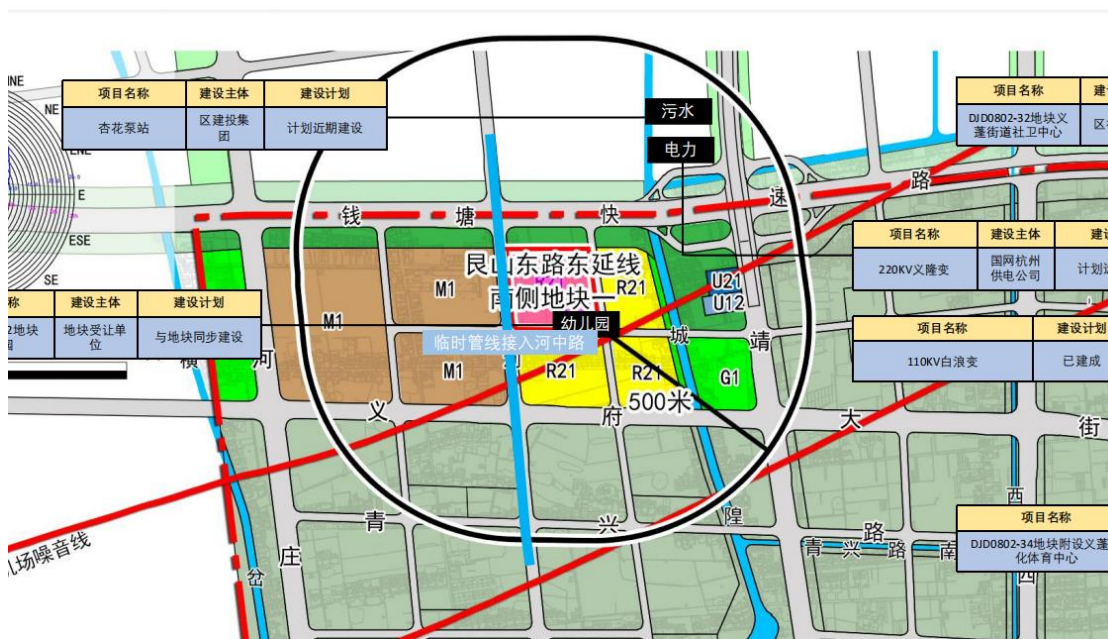 NE
NE
ENE
E
ESE
SE
项目名称 建设主体 建设计划
杏花泵站 区建投集团 计划近期建设
污水
电力
项目名称
DJD0802-32地块义
蓬街道社卫中心
钱塘快速路
项目名称 建设主体
220KV义隆变 国网杭州
供电公司
艮山东路东延线
南侧地块一
M1
R21
U21
U12
M1
建设主体 建设计划
地块受让单
位 与地块同步建设
幼儿园
临时管线接入河中路
项目名称 建设计划
110KV白浪变 已建成
横
河
城
靖
M1
R21
R21
G1
500米
义府大街
青
兴
隍
路
青兴路南
西
庄
岔
机场噪音线
项目名称
DJD0802-34地块附设义蓬
化体育中心
西